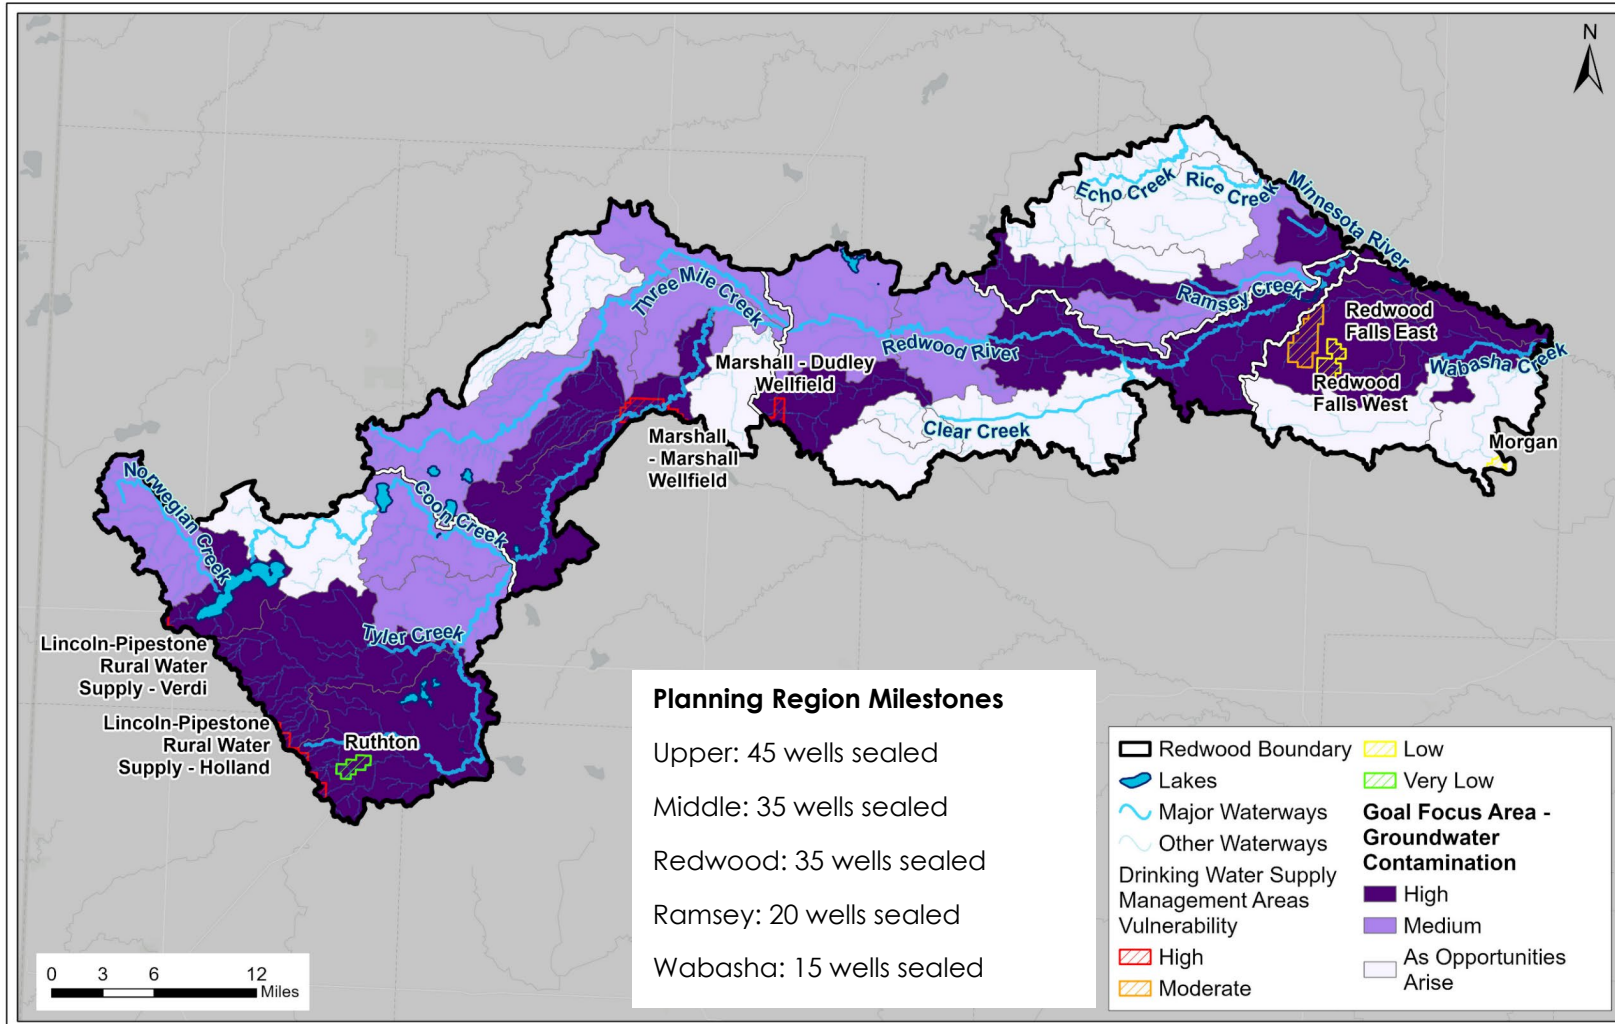 N
Echo Creek
Rice Creek
Minnesota River
Three Mile Creek
Ramsey Creek
Redwood
Falls East
Redwood River
Wabasha Creek
Marshall - Dudley
Wellfield
Redwood
Falls West
Clear Creek
Marshall
- Marshall
Wellfield
Morgan
Norwegian Creek
Coon Creek
Tyler Creek
Lincoln-Pipestone
Rural Water
Supply - Verdi
Lincoln-Pipestone
Rural Water
Supply - Holland
Ruthton
Planning Region Milestones
Upper: 45 wells sealed
Middle: 35 wells sealed
Redwood: 35 wells sealed
Ramsey: 20 wells sealed
Wabasha: 15 wells sealed
Redwood Boundary
Lakes
Major Waterways
Other Waterways
Drinking Water Supply
Management Areas
Vulnerability
High
Moderate
Low
Very Low
Goal Focus Area -
Groundwater
Contamination
High
Medium
As Opportunities
Arise
0 3 6 12
Miles